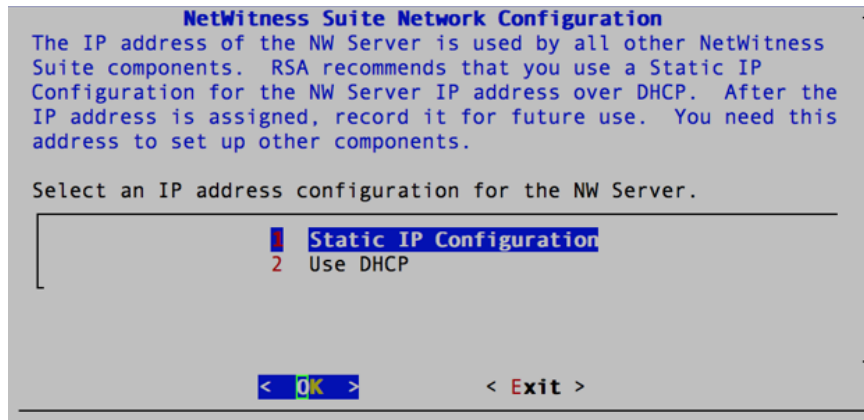 NetWitness Suite Network Configuration
The IP address of the NW Server is used by all other NetWitness
Suite components.  RSA recommends that you use a Static IP
Configuration for the NW Server IP address over DHCP.  After the
IP address is assigned, record it for future use.  You need this
address to set up other components.
Select an IP address configuration for the NW Server.
1 Static IP Configuration
2 Use DHCP
< OK > < Exit >